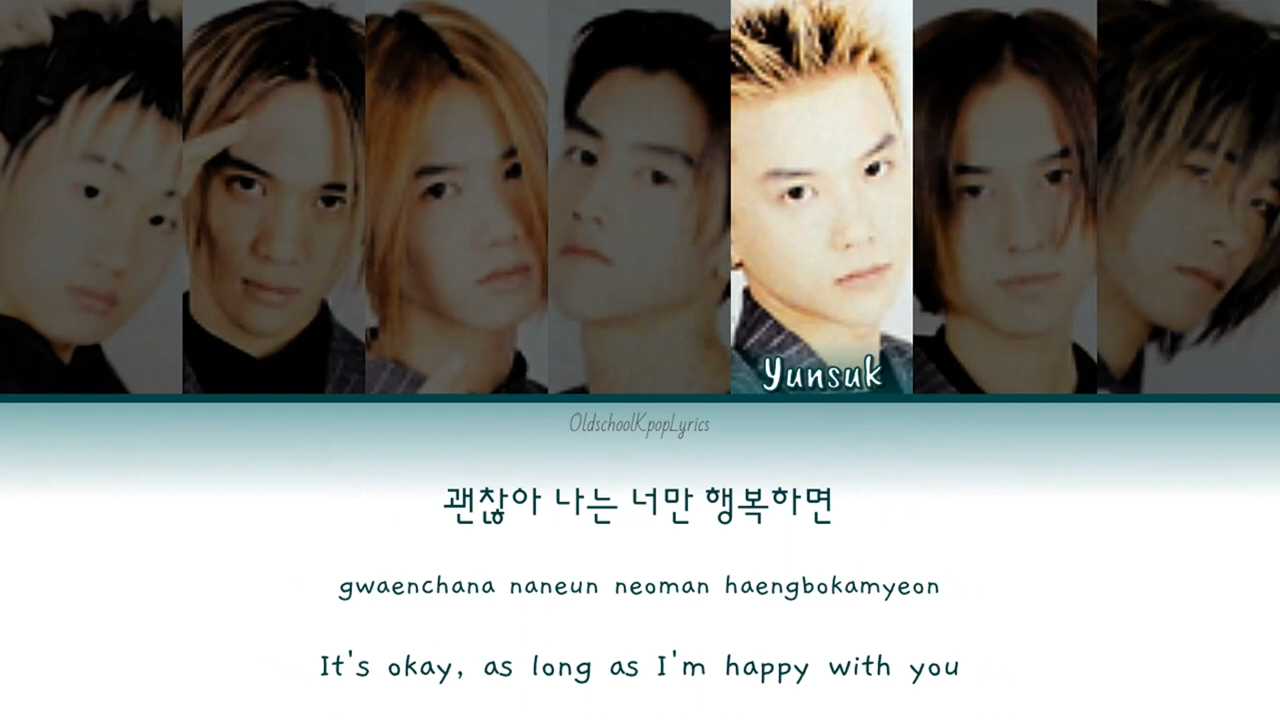 Yunsuk
OldschoolKpopLyrics
괜찮아 나는 너만 행복하면
gwaenchana naneun neoman haengbokamyeon
It's okay, as long as I'm happy with you